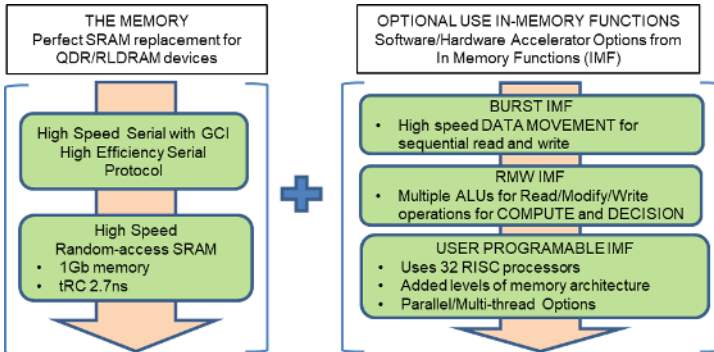 THE MEMORY
Perfect SRAM replacement for
QDR/RLDRAM devices
High Speed Serial with GCI
High Efficiency Serial
Protocol
High Speed
Random-access SRAM
• 1Gb memory
• tRC 2.7ns
OPTIONAL USE IN-MEMORY FUNCTIONS
Software/Hardware Accelerator Options from
In Memory Functions (IMF)
BURST IMF
• High speed DATA MOVEMENT for
sequential read and write
RMW IMF
• Multiple ALUs for Read/Modify/Write
operations for COMPUTE and DECISION
USER PROGRAMABLE IMF
• Uses 32 RISC processors
• Added levels of memory architecture
• Parallel/Multi-thread Options